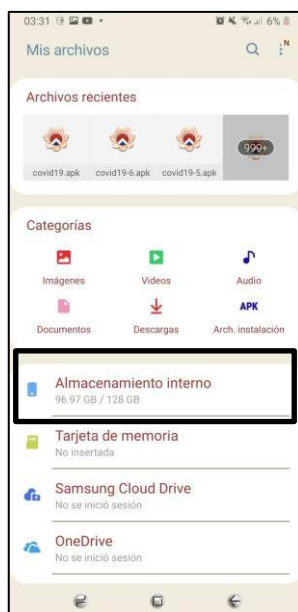 03:31
6%
Mis archivos
N
Archivos recientes
999+
covid19.apk covid19-6.apk covid19-5.apk
Categorías
Imágenes Videos Audio
APK
Documentos Descargas Arch. instalación
Almacenamiento interno
96.97 GB / 128 GB
Tarjeta de memoria
No insertada
Samsung Cloud Drive
No se inició sesión
OneDrive
No se inició sesión